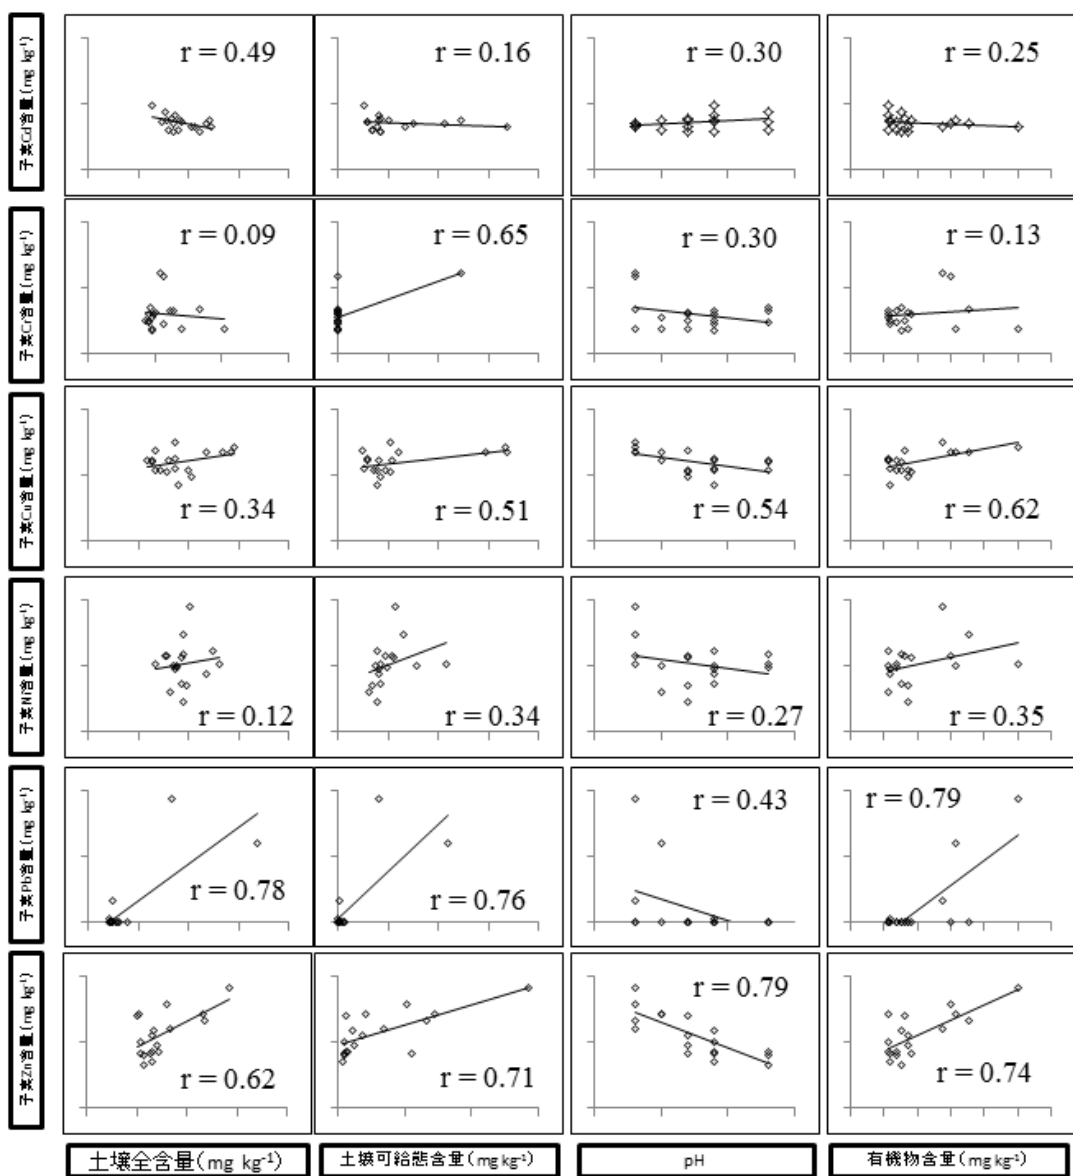 子実Cd含量(mg kg⁻¹)
r = 0.49
r = 0.16
r = 0.30
r = 0.25
子実Cr含量(mg kg⁻¹)
r = 0.09
r = 0.65
r = 0.30
r = 0.13
子実Cu含量(mg kg⁻¹)
r = 0.34
r = 0.51
r = 0.54
r = 0.62
子実Ni含量(mg kg⁻¹)
r = 0.12
r = 0.34
r = 0.27
r = 0.35
子実Pb含量(mg kg⁻¹)
r = 0.78
r = 0.76
r = 0.43
r = 0.79
子実Zn含量(mg kg⁻¹)
r = 0.62
r = 0.71
r = 0.79
r = 0.74
土壌全含量(mg kg⁻¹)
土壌可給態含量(mg kg⁻¹)
pH
有機物含量(mg kg⁻¹)